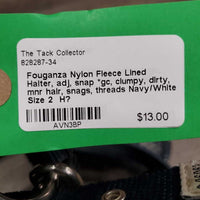 The Tack Collector
828287-34
Fouganza Nylon Fleece Lined
Halter, adj, snap *gc, clumpy, dirty,
mnr hair, snags, threads Navy/White
Size 2 H?
$13.00
AVN3BP